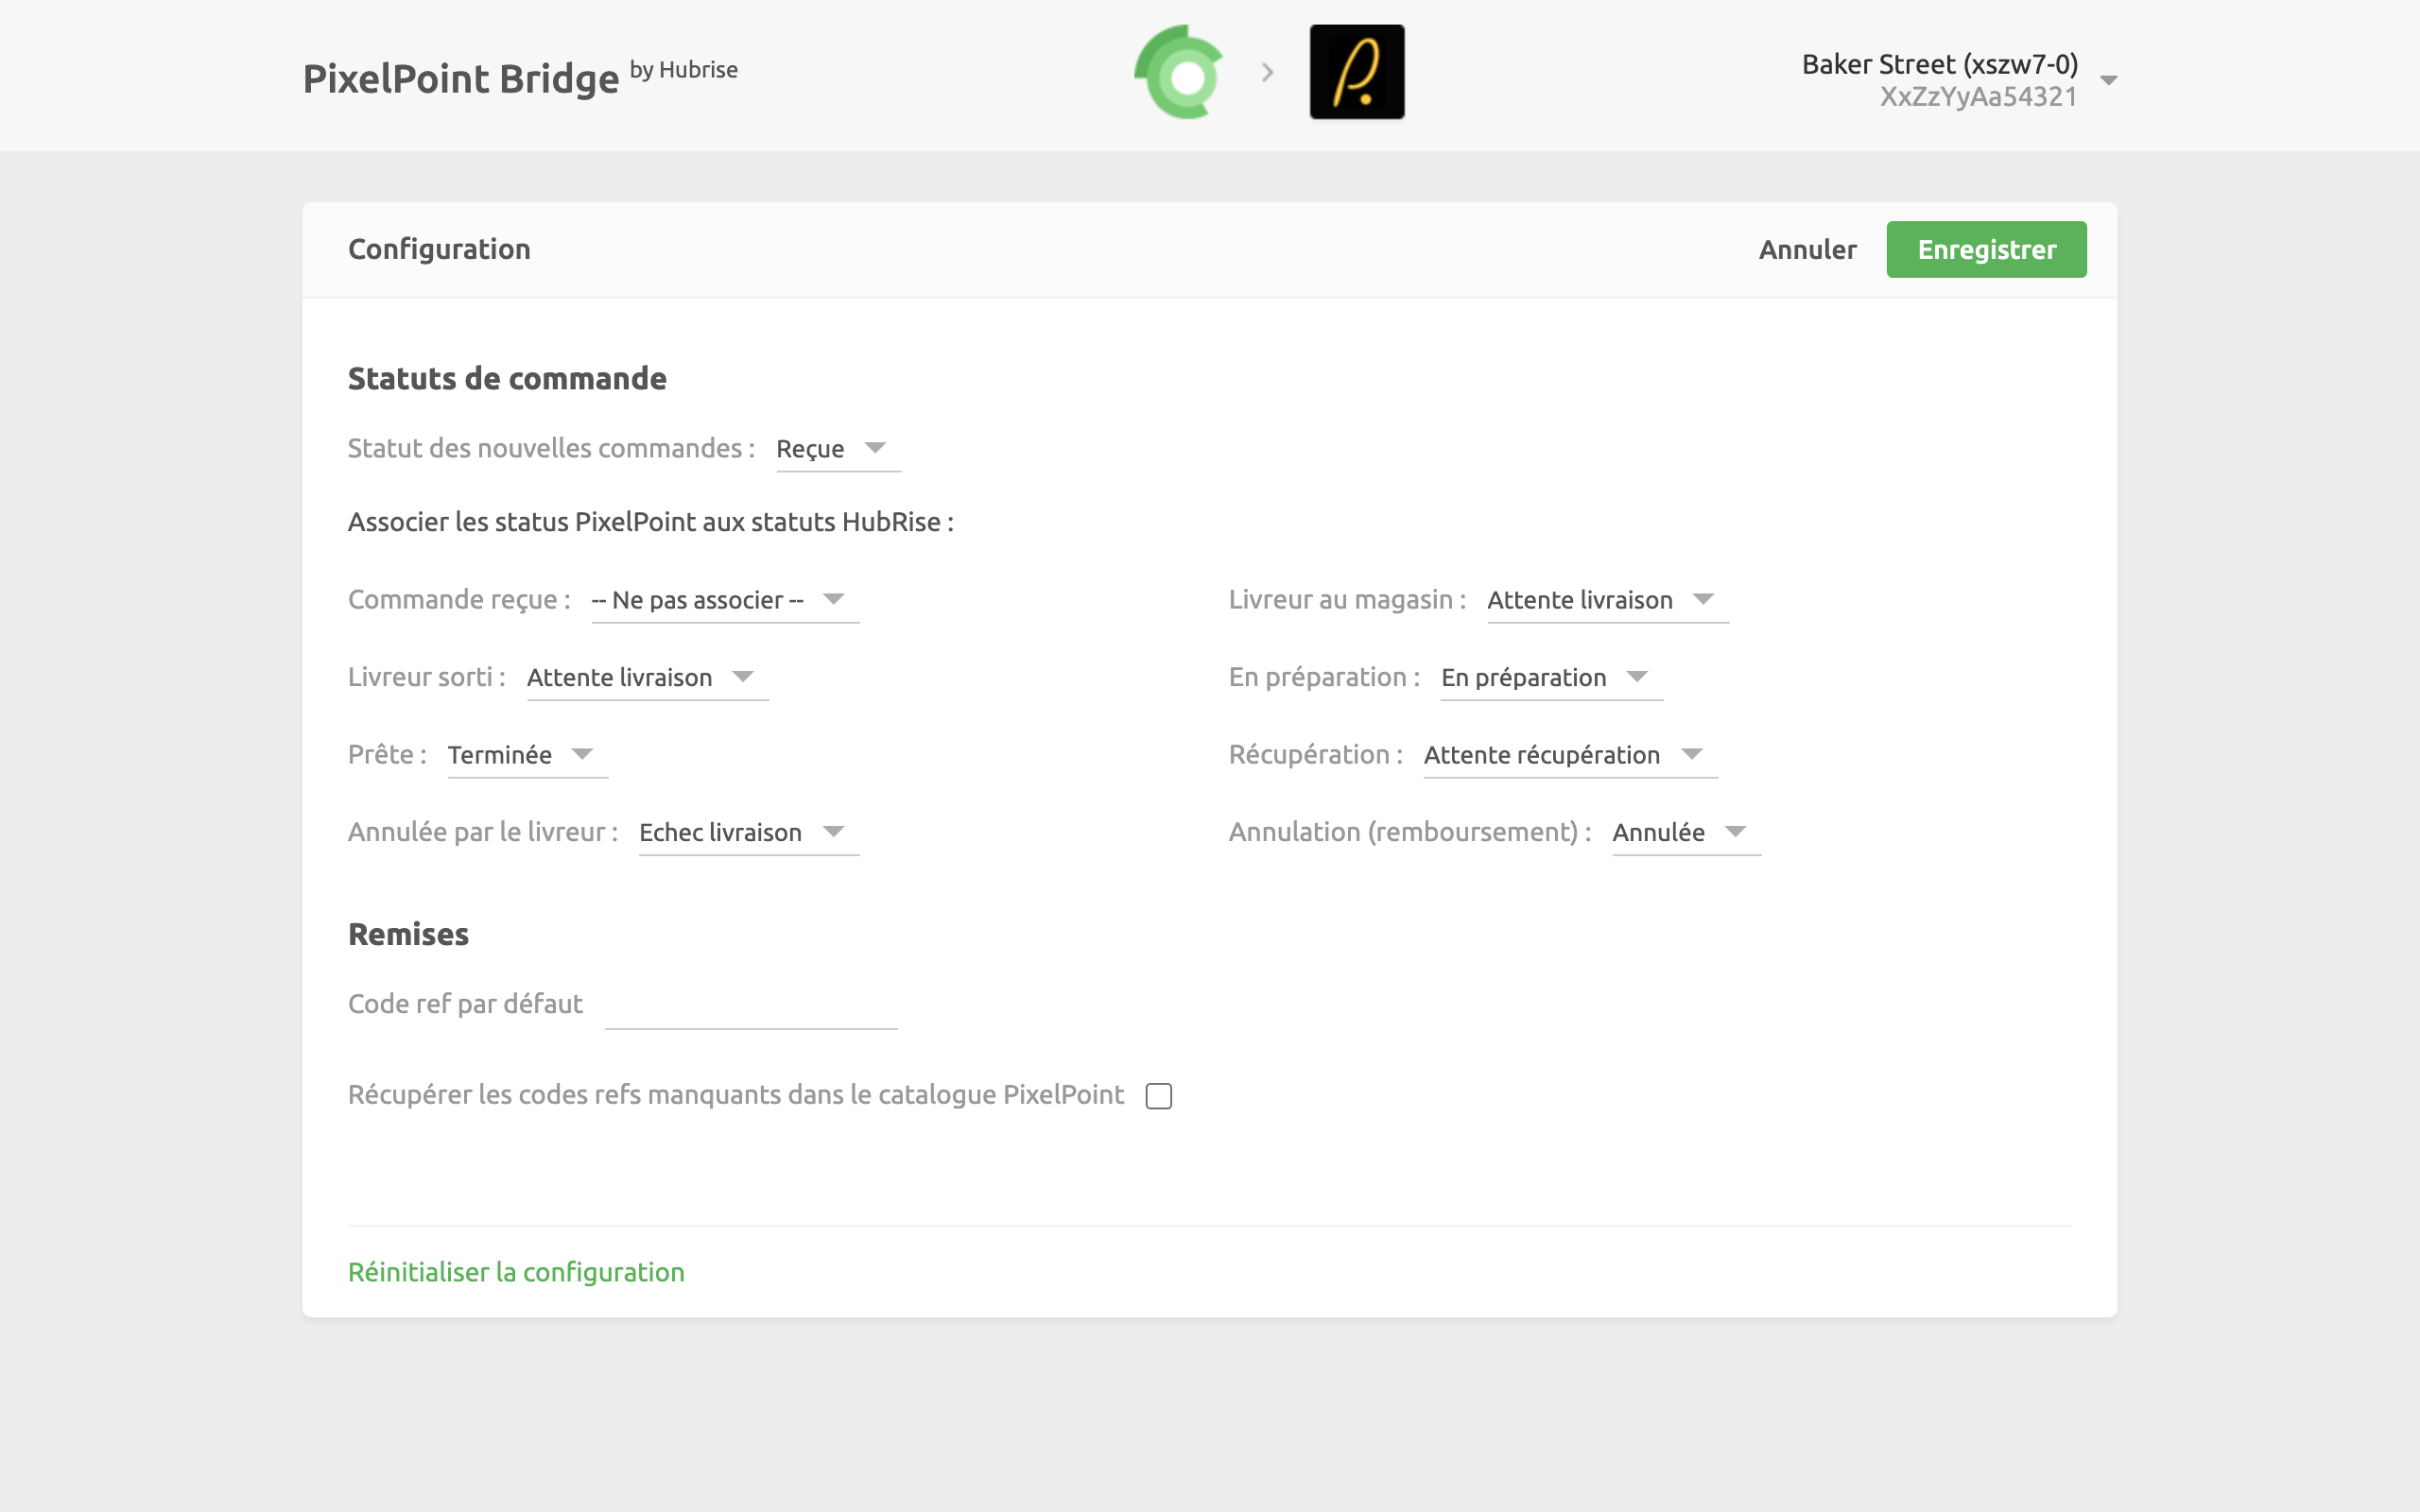 PixelPoint Bridge by Hubrise
Baker Street (xszw7-0)
XxZzYyAa54321
Configuration
Annuler
Enregistrer
Statuts de commande
Statut des nouvelles commandes : Reçue
Associer les status PixelPoint aux statuts HubRise :
Commande reçue : -- Ne pas associer --
Livreur au magasin : Attente livraison
Livreur sorti : Attente livraison
En préparation : En préparation
Prête : Terminée
Récupération : Attente récupération
Annulée par le livreur : Echec livraison
Annulation (remboursement) : Annulée
Remises
Code ref par défaut
Récupérer les codes refs manquants dans le catalogue PixelPoint
Réinitialiser la configuration